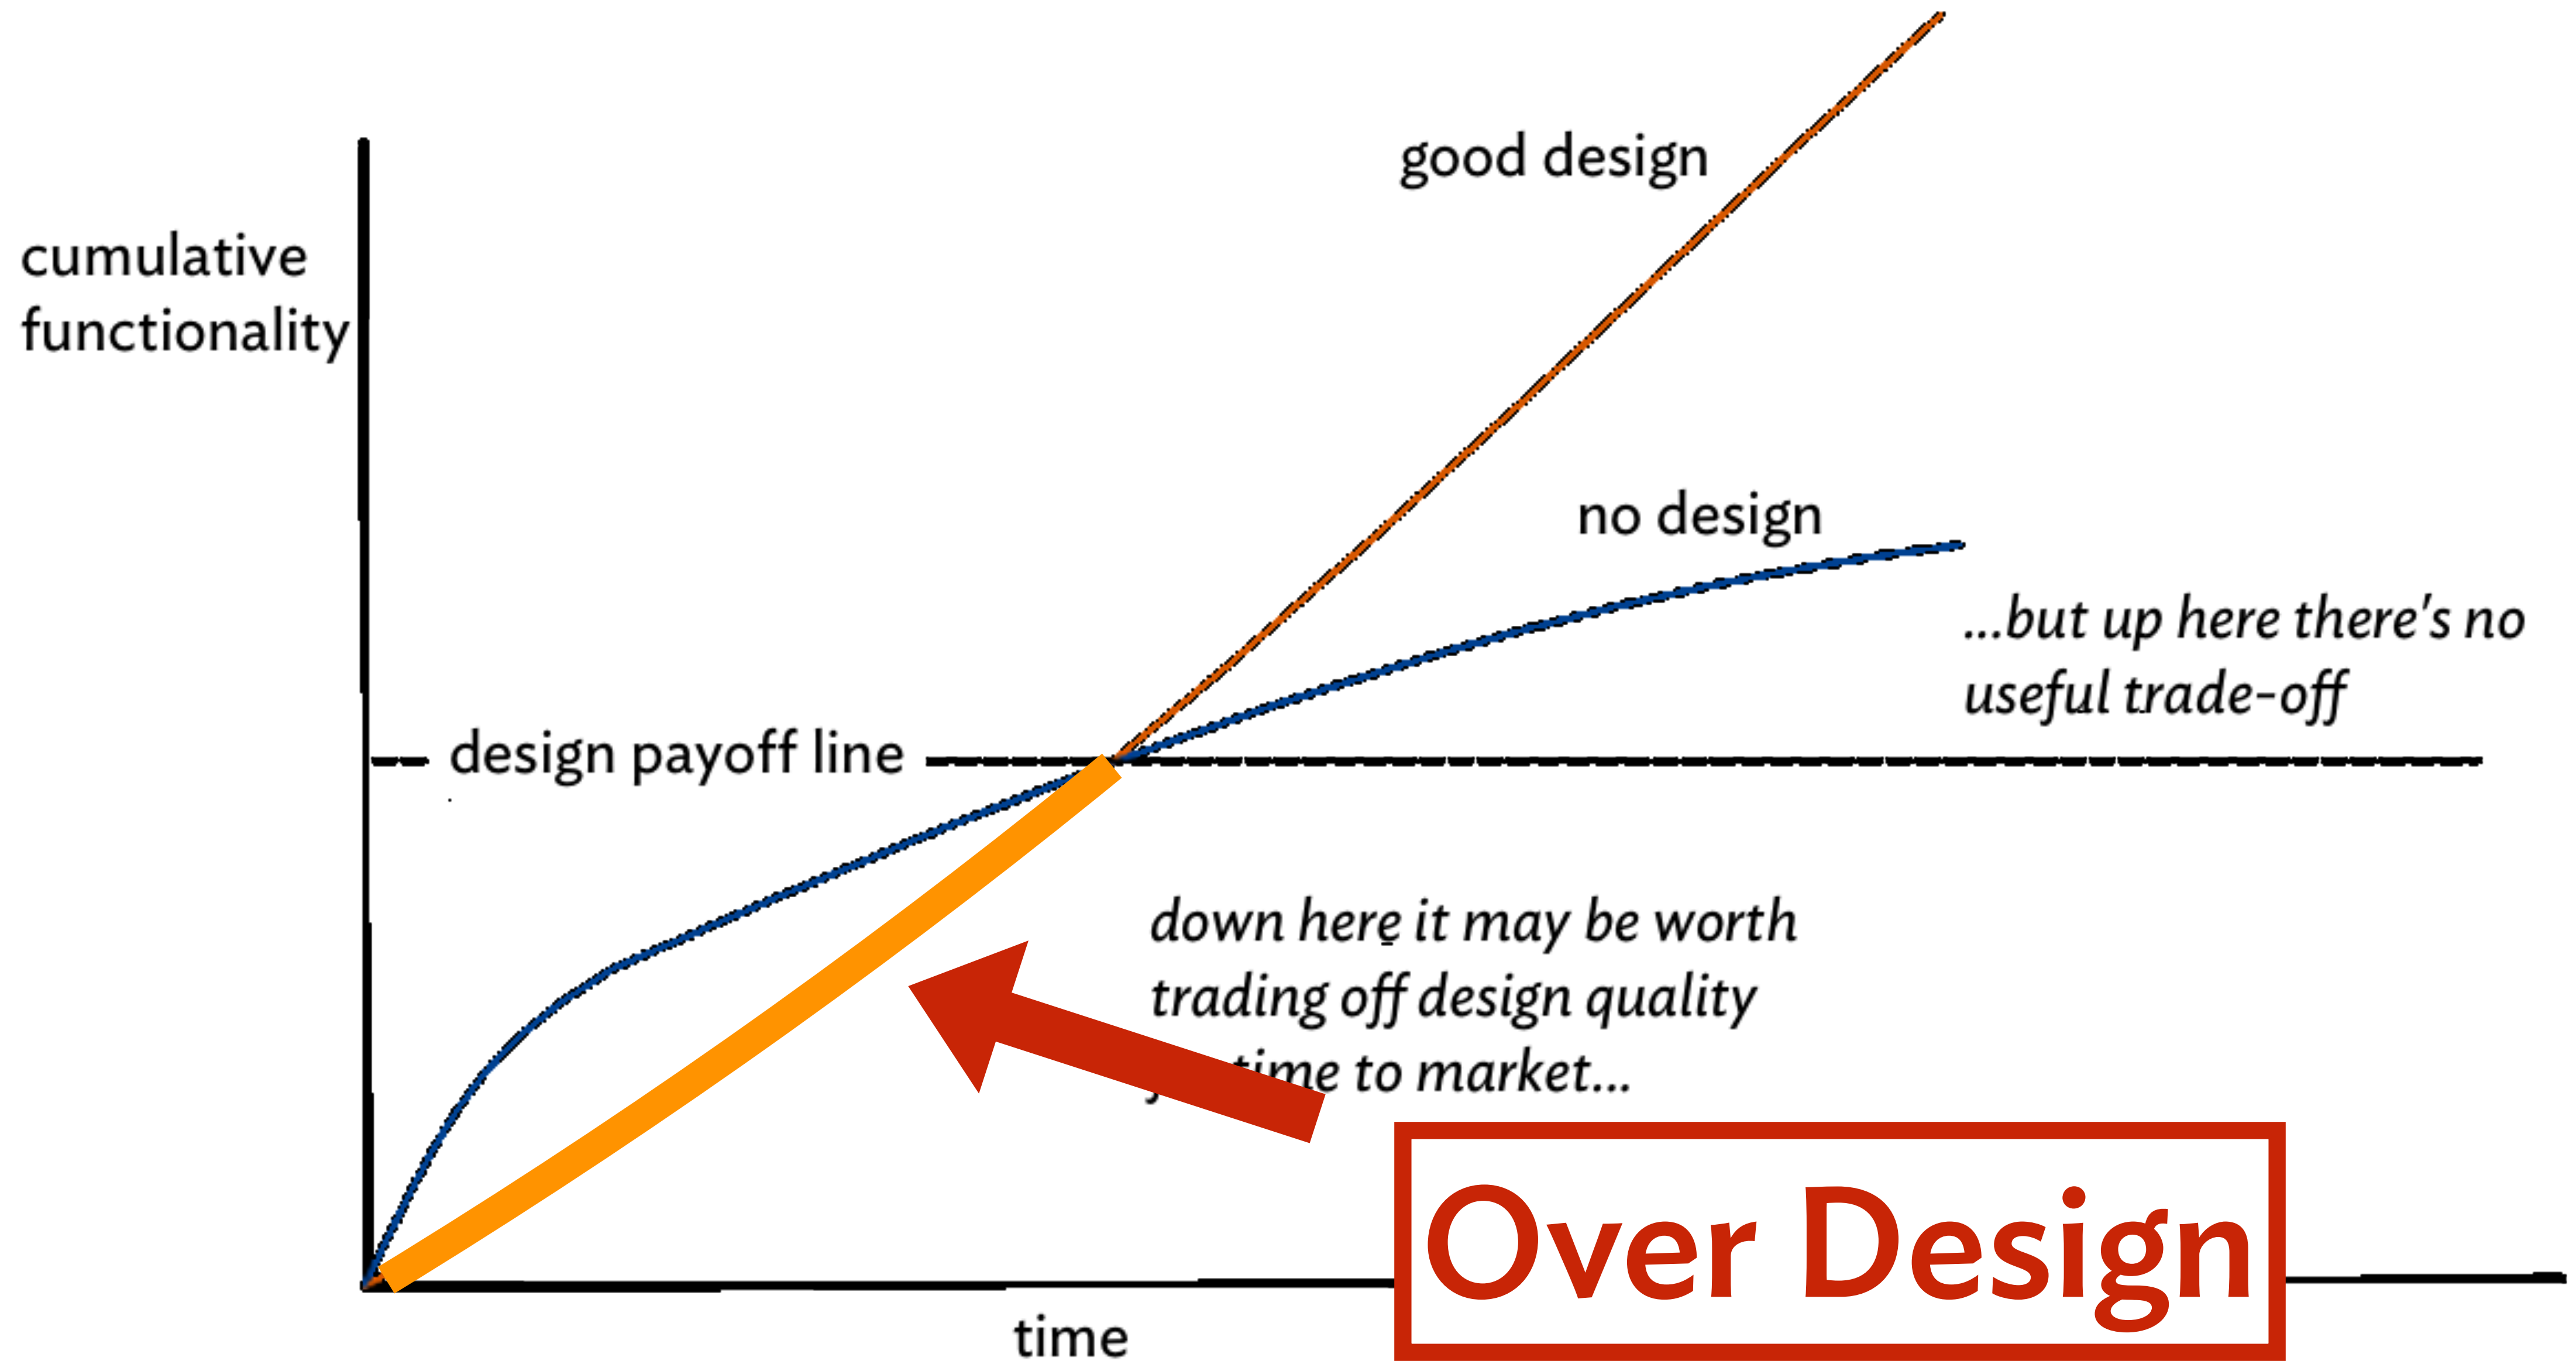 good design
cumulative
functionality
no design
...but up here there's no
useful trade-off
design payoff line
down here it may be worth
trading off design quality
time to market...
Over Design
time